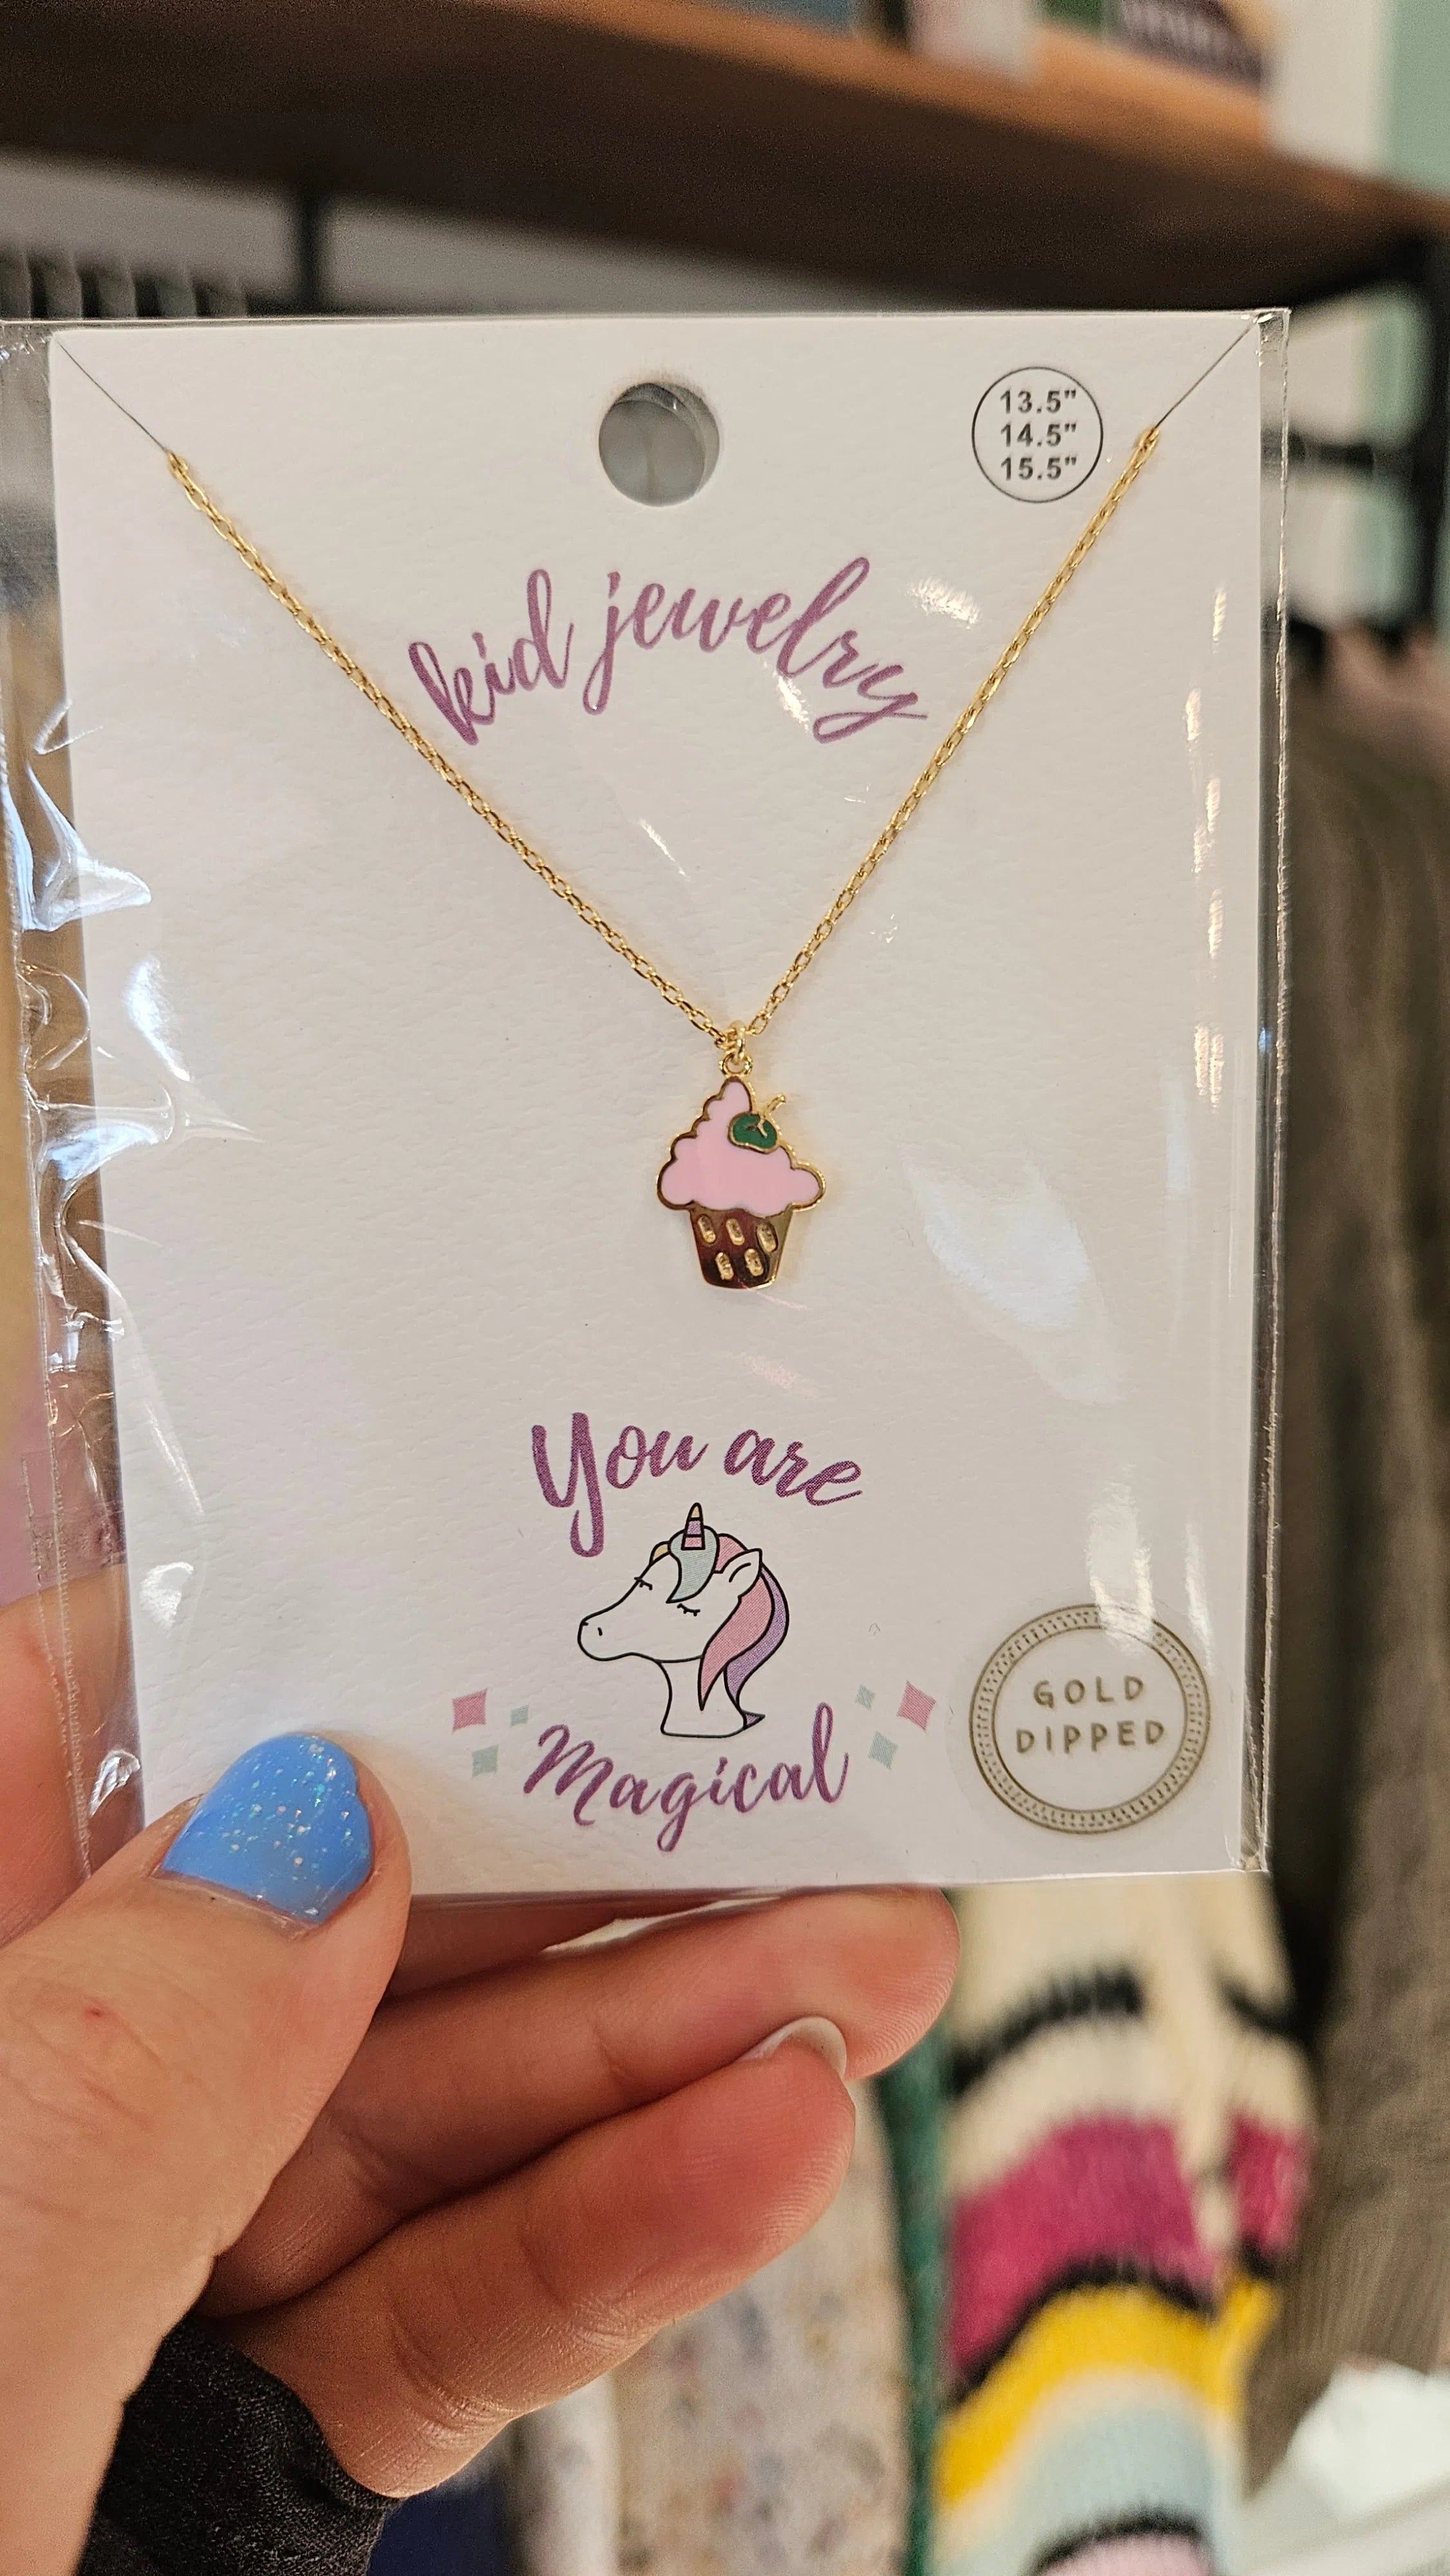 13.5"
14.5"
15.5"
kid jewelry
You are
Magical
GOLD
DIPPED